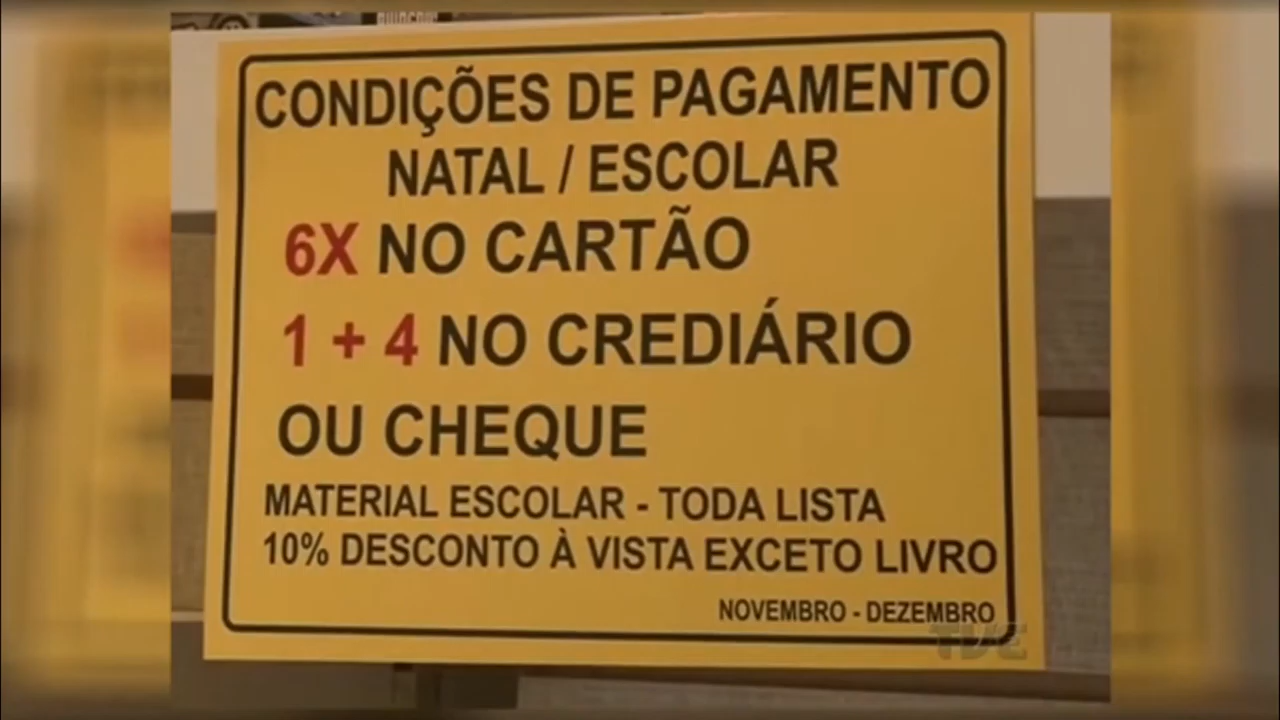 CONDIÇÕES DE PAGAMENTO
NATAL / ESCOLAR
6X NO CARTÃO
1 + 4 NO CREDIÁRIO
OU CHEQUE
MATERIAL ESCOLAR - TODA LISTA
10% DESCONTO À VISTA EXCETO LIVRO
NOVEMBRO - DEZEMBRO
TVE